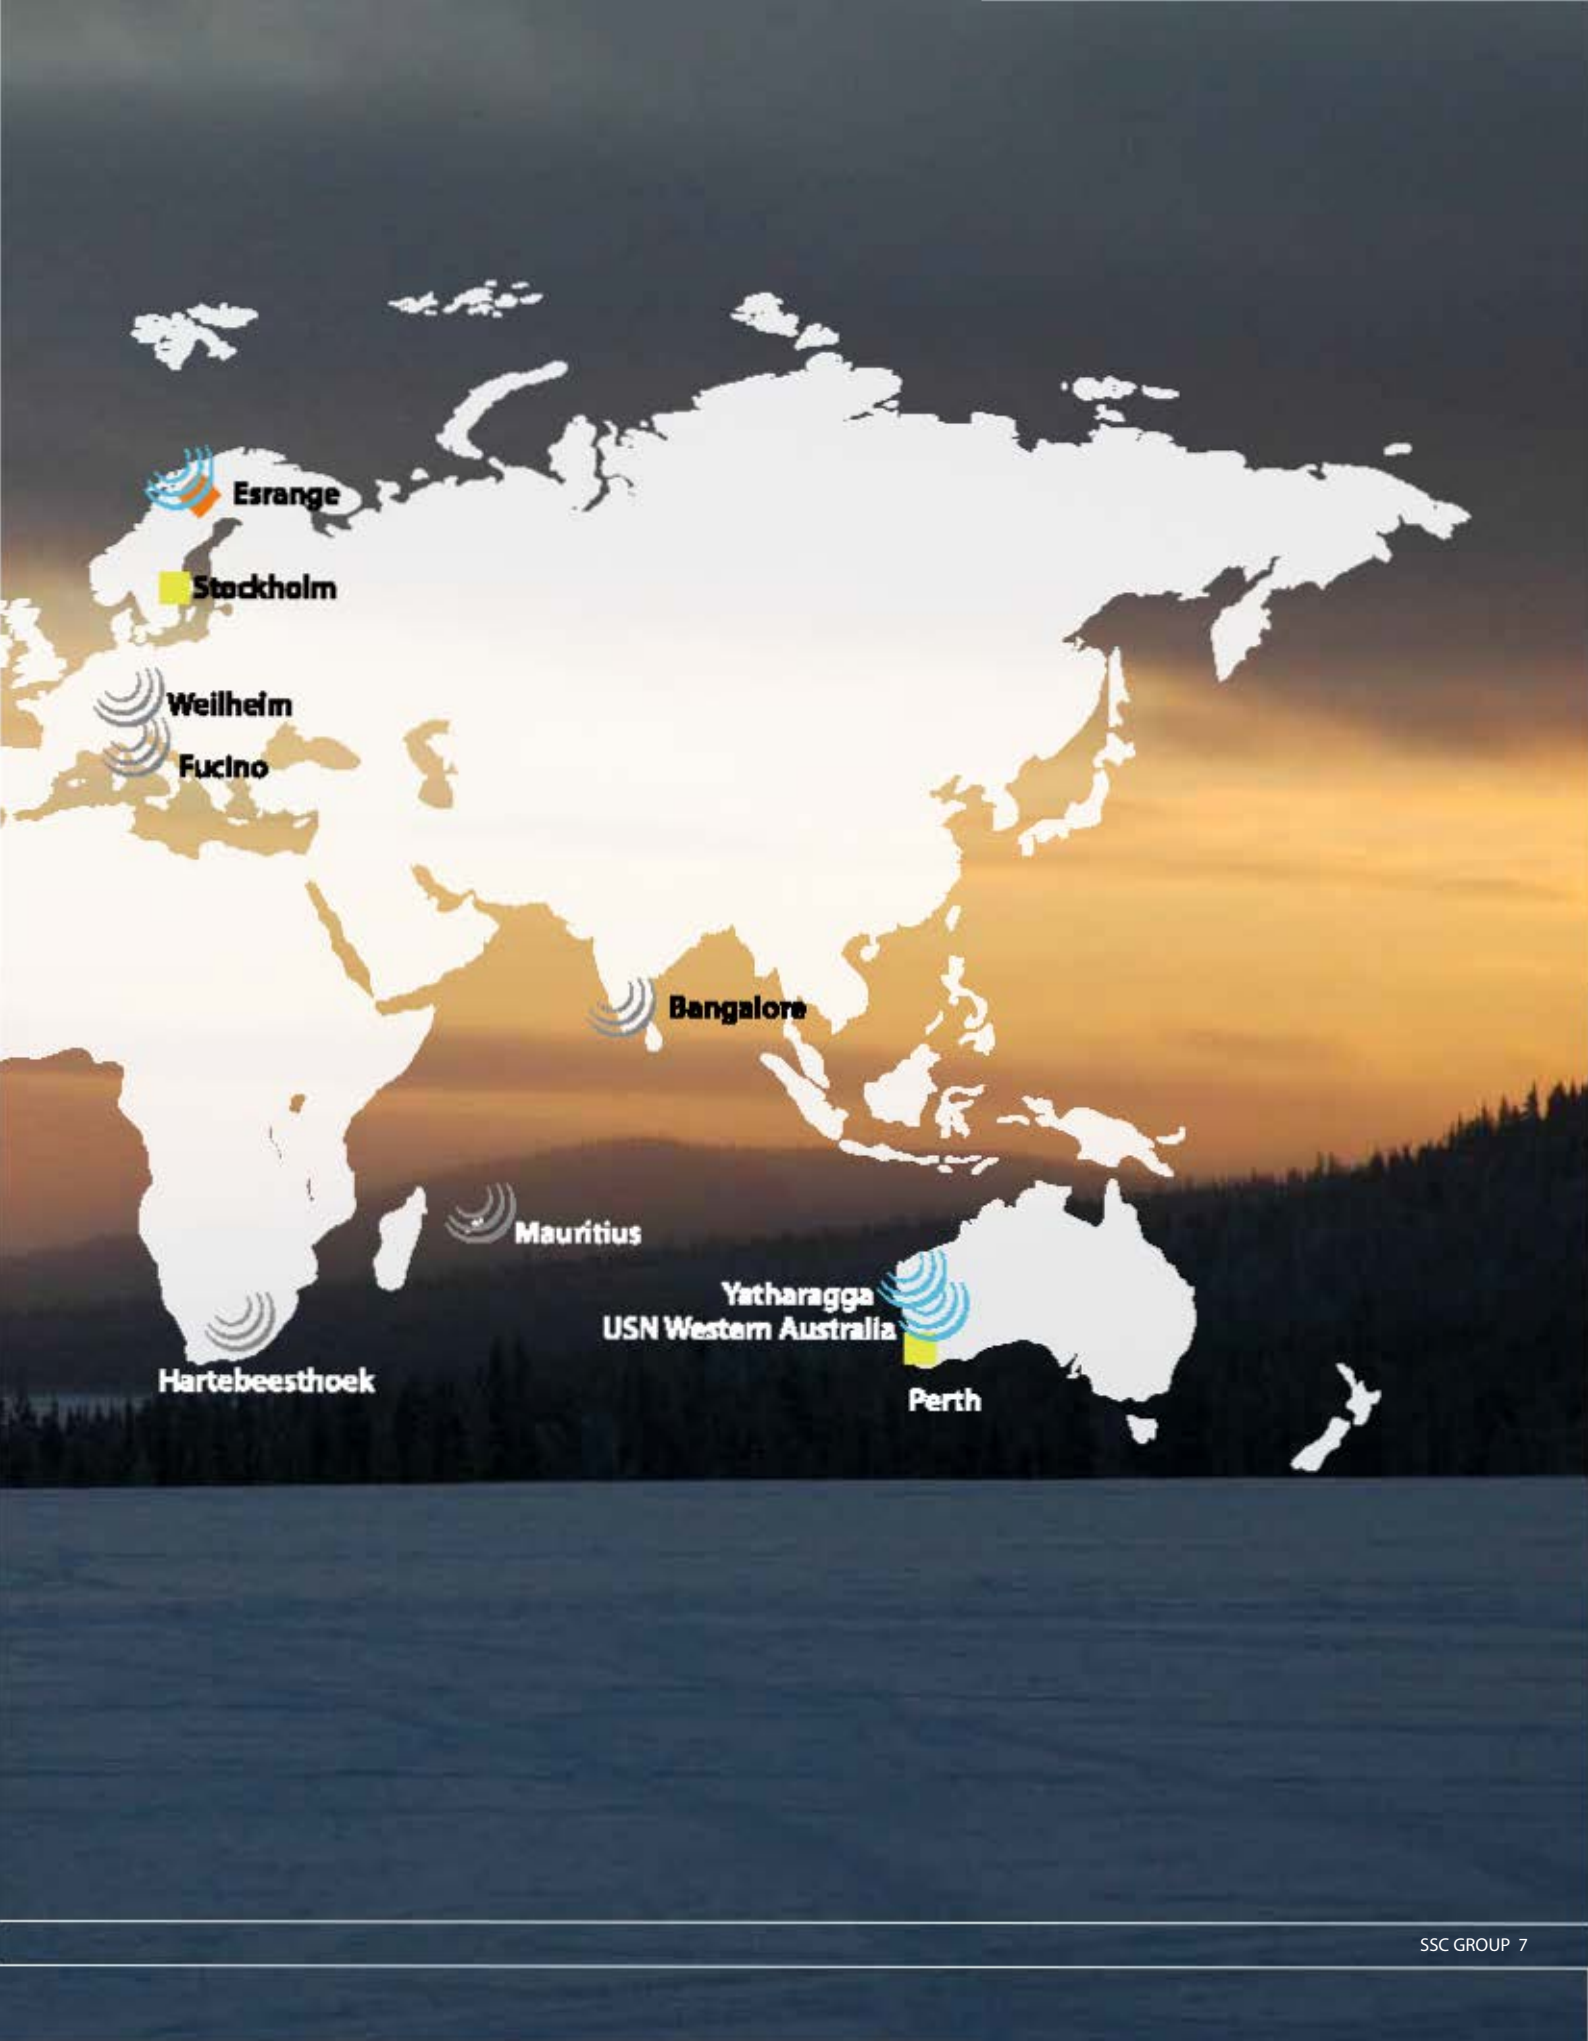 Esrange
Stockholm
Weilheim
Fucino
Bangalore
Mauritius
Yatharagga
USN Western Australia
Hartebeesthoek
Perth
SSC GROUP 7